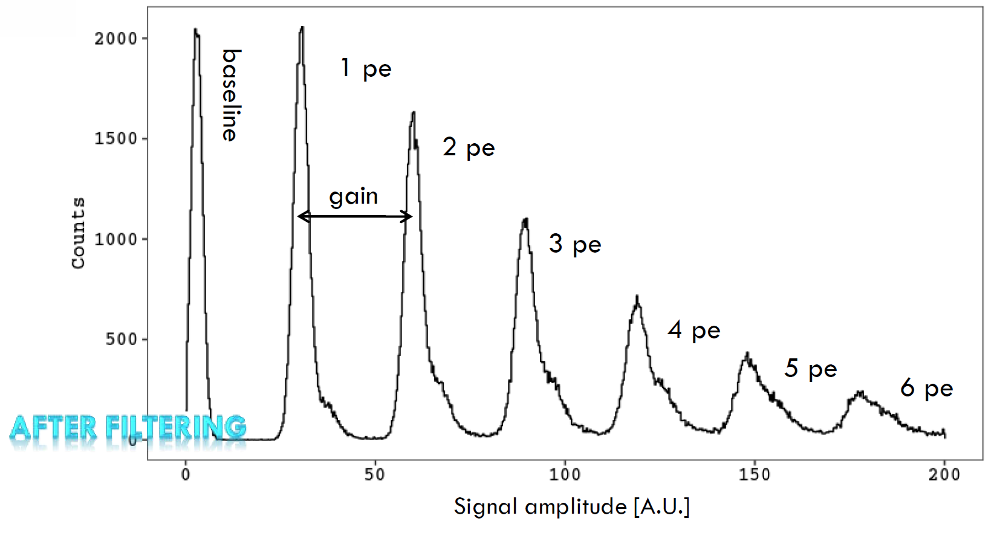 2000
1500
1000
500
0
Counts
baseline
1 pe
2 pe
gain
3 pe
4 pe
5 pe
6 pe
AFTER FILTERING
0 50 100 150 200
Signal amplitude [A.U.]